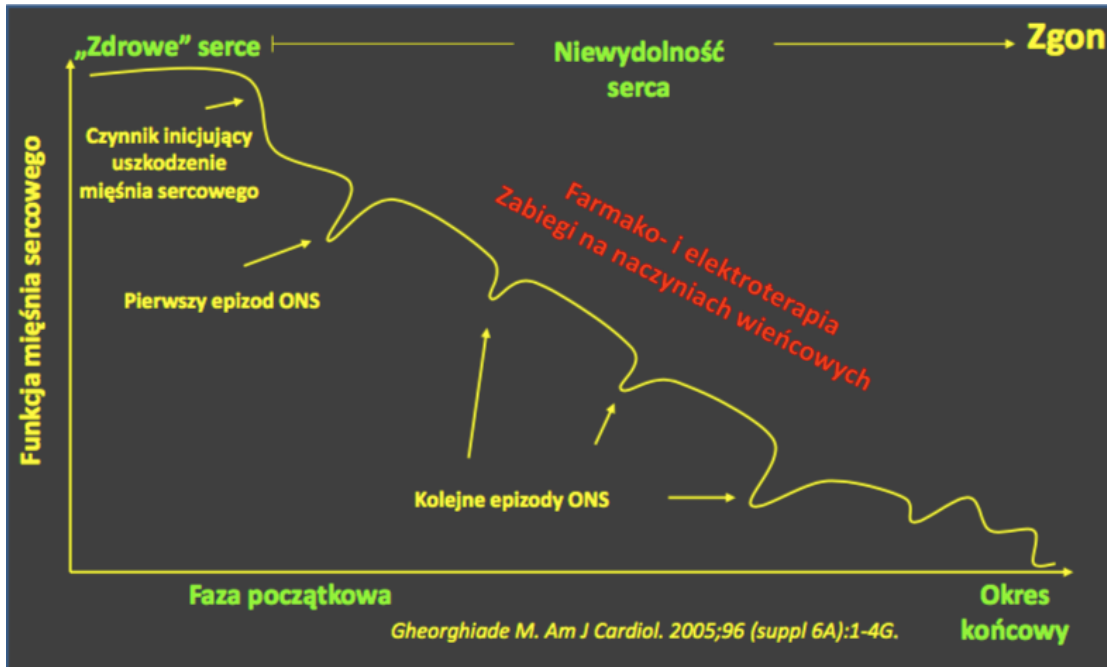 „Zdrowe” serce
Niewydolność
serca
Zgon
Czynnik inicjujący
uszkodzenie
mięśnia sercowego
Funkcja mięśnia sercowego
Farmako- i elektroterapia
Zabiegi na naczyniach wieńcowych
Pierwszy epizod ONS
Kolejne epizody ONS
Faza początkowa
Okres
końcowy
Gheorghiade M. Am J Cardiol. 2005;96 (suppl 6A):1-4G.